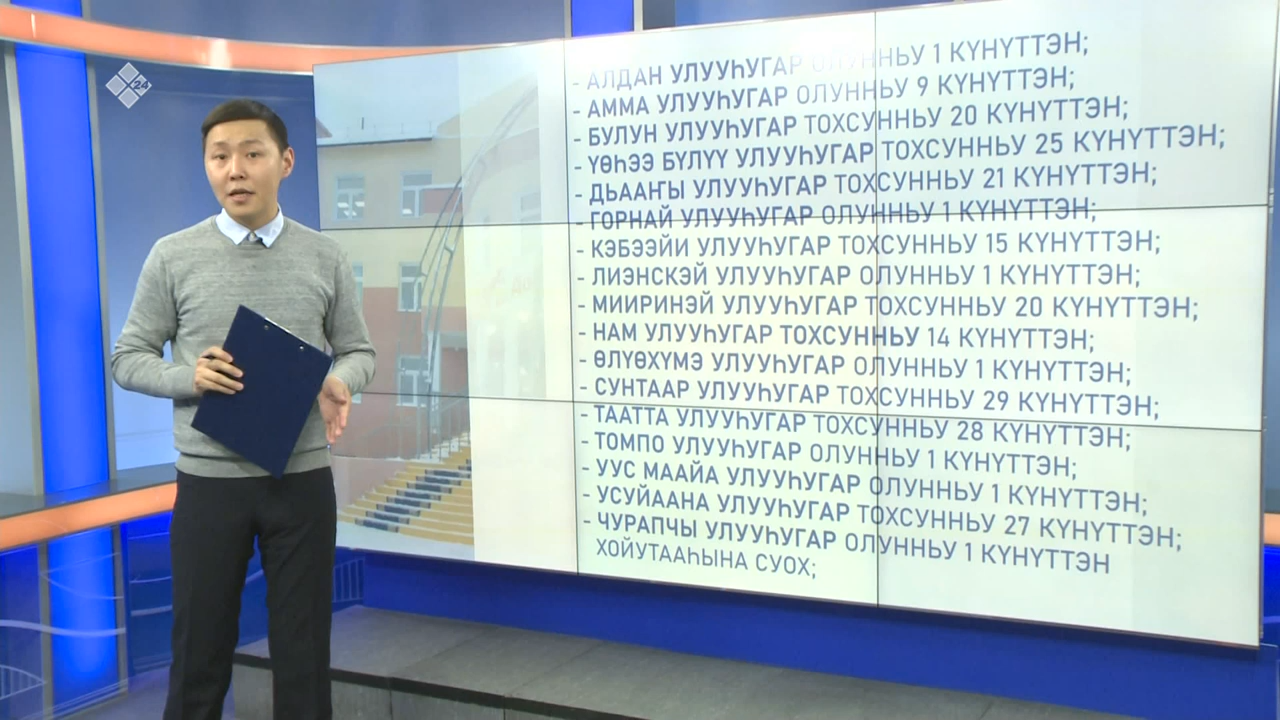 Х24
- АЛДАН УЛУУҺУГАР ОЛУННЬУ 1 КҮНҮТТЭН;
- АММА УЛУУҺУГАР ОЛУННЬУ 9 КҮНҮТТЭН;
- БУЛУН УЛУУҺУГАР ТОХСУННЬУ 20 КҮНҮТТЭН;
- ҮӨҺЭЭ БҮЛҮҮ УЛУУҺУГАР ТОХСУННЬУ 25 КҮНҮТТЭН;
- ДЬААҤЫ УЛУУҺУГАР ТОХСУННЬУ 21 КҮНҮТТЭН;
- ГОРНАЙ УЛУУҺУГАР ОЛУННЬУ 1 КҮНҮТТЭН;
- КЭБЭЭЙИ УЛУУҺУГАР ТОХСУННЬУ 15 КҮНҮТТЭН;
- ЛИЭНСКЭЙ УЛУУҺУГАР ОЛУННЬУ 1 КҮНҮТТЭН;
- МИИРИНЭЙ УЛУУҺУГАР ТОХСУННЬУ 20 КҮНҮТТЭН;
- НАМ УЛУУҺУГАР ТОХСУННЬУ 14 КҮНҮТТЭН;
- ӨЛҮӨХҮМЭ УЛУУҺУГАР ОЛУННЬУ 1 КҮНҮТТЭН;
- СУНТААР УЛУУҺУГАР ТОХСУННЬУ 29 КҮНҮТТЭН;
- ТААТТА УЛУУҺУГАР ТОХСУННЬУ 28 КҮНҮТТЭН;
- ТОМПО УЛУУҺУГАР ОЛУННЬУ 1 КҮНҮТТЭН;
- УУС МААЙА УЛУУҺУГАР ОЛУННЬУ 1 КҮНҮТТЭН;
- УСУЙААНА УЛУУҺУГАР ТОХСУННЬУ 27 КҮНҮТТЭН;
- ЧУРАПЧЫ УЛУУҺУГАР ОЛУННЬУ 1 КҮНҮТТЭН
ХОЙУТААҺЫНА СУОХ;